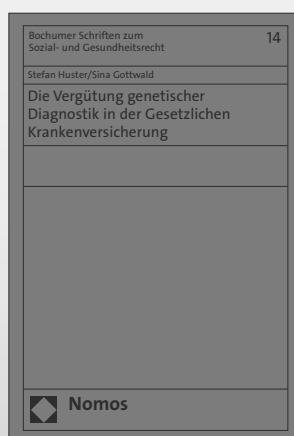 Bochumer Schriften zum
Sozial- und Gesundheitsrecht
14
Stefan Huster/Sina Gottwald
Die Vergütung genetischer
Diagnostik in der Gesetzlichen
Krankenversicherung
Nomos